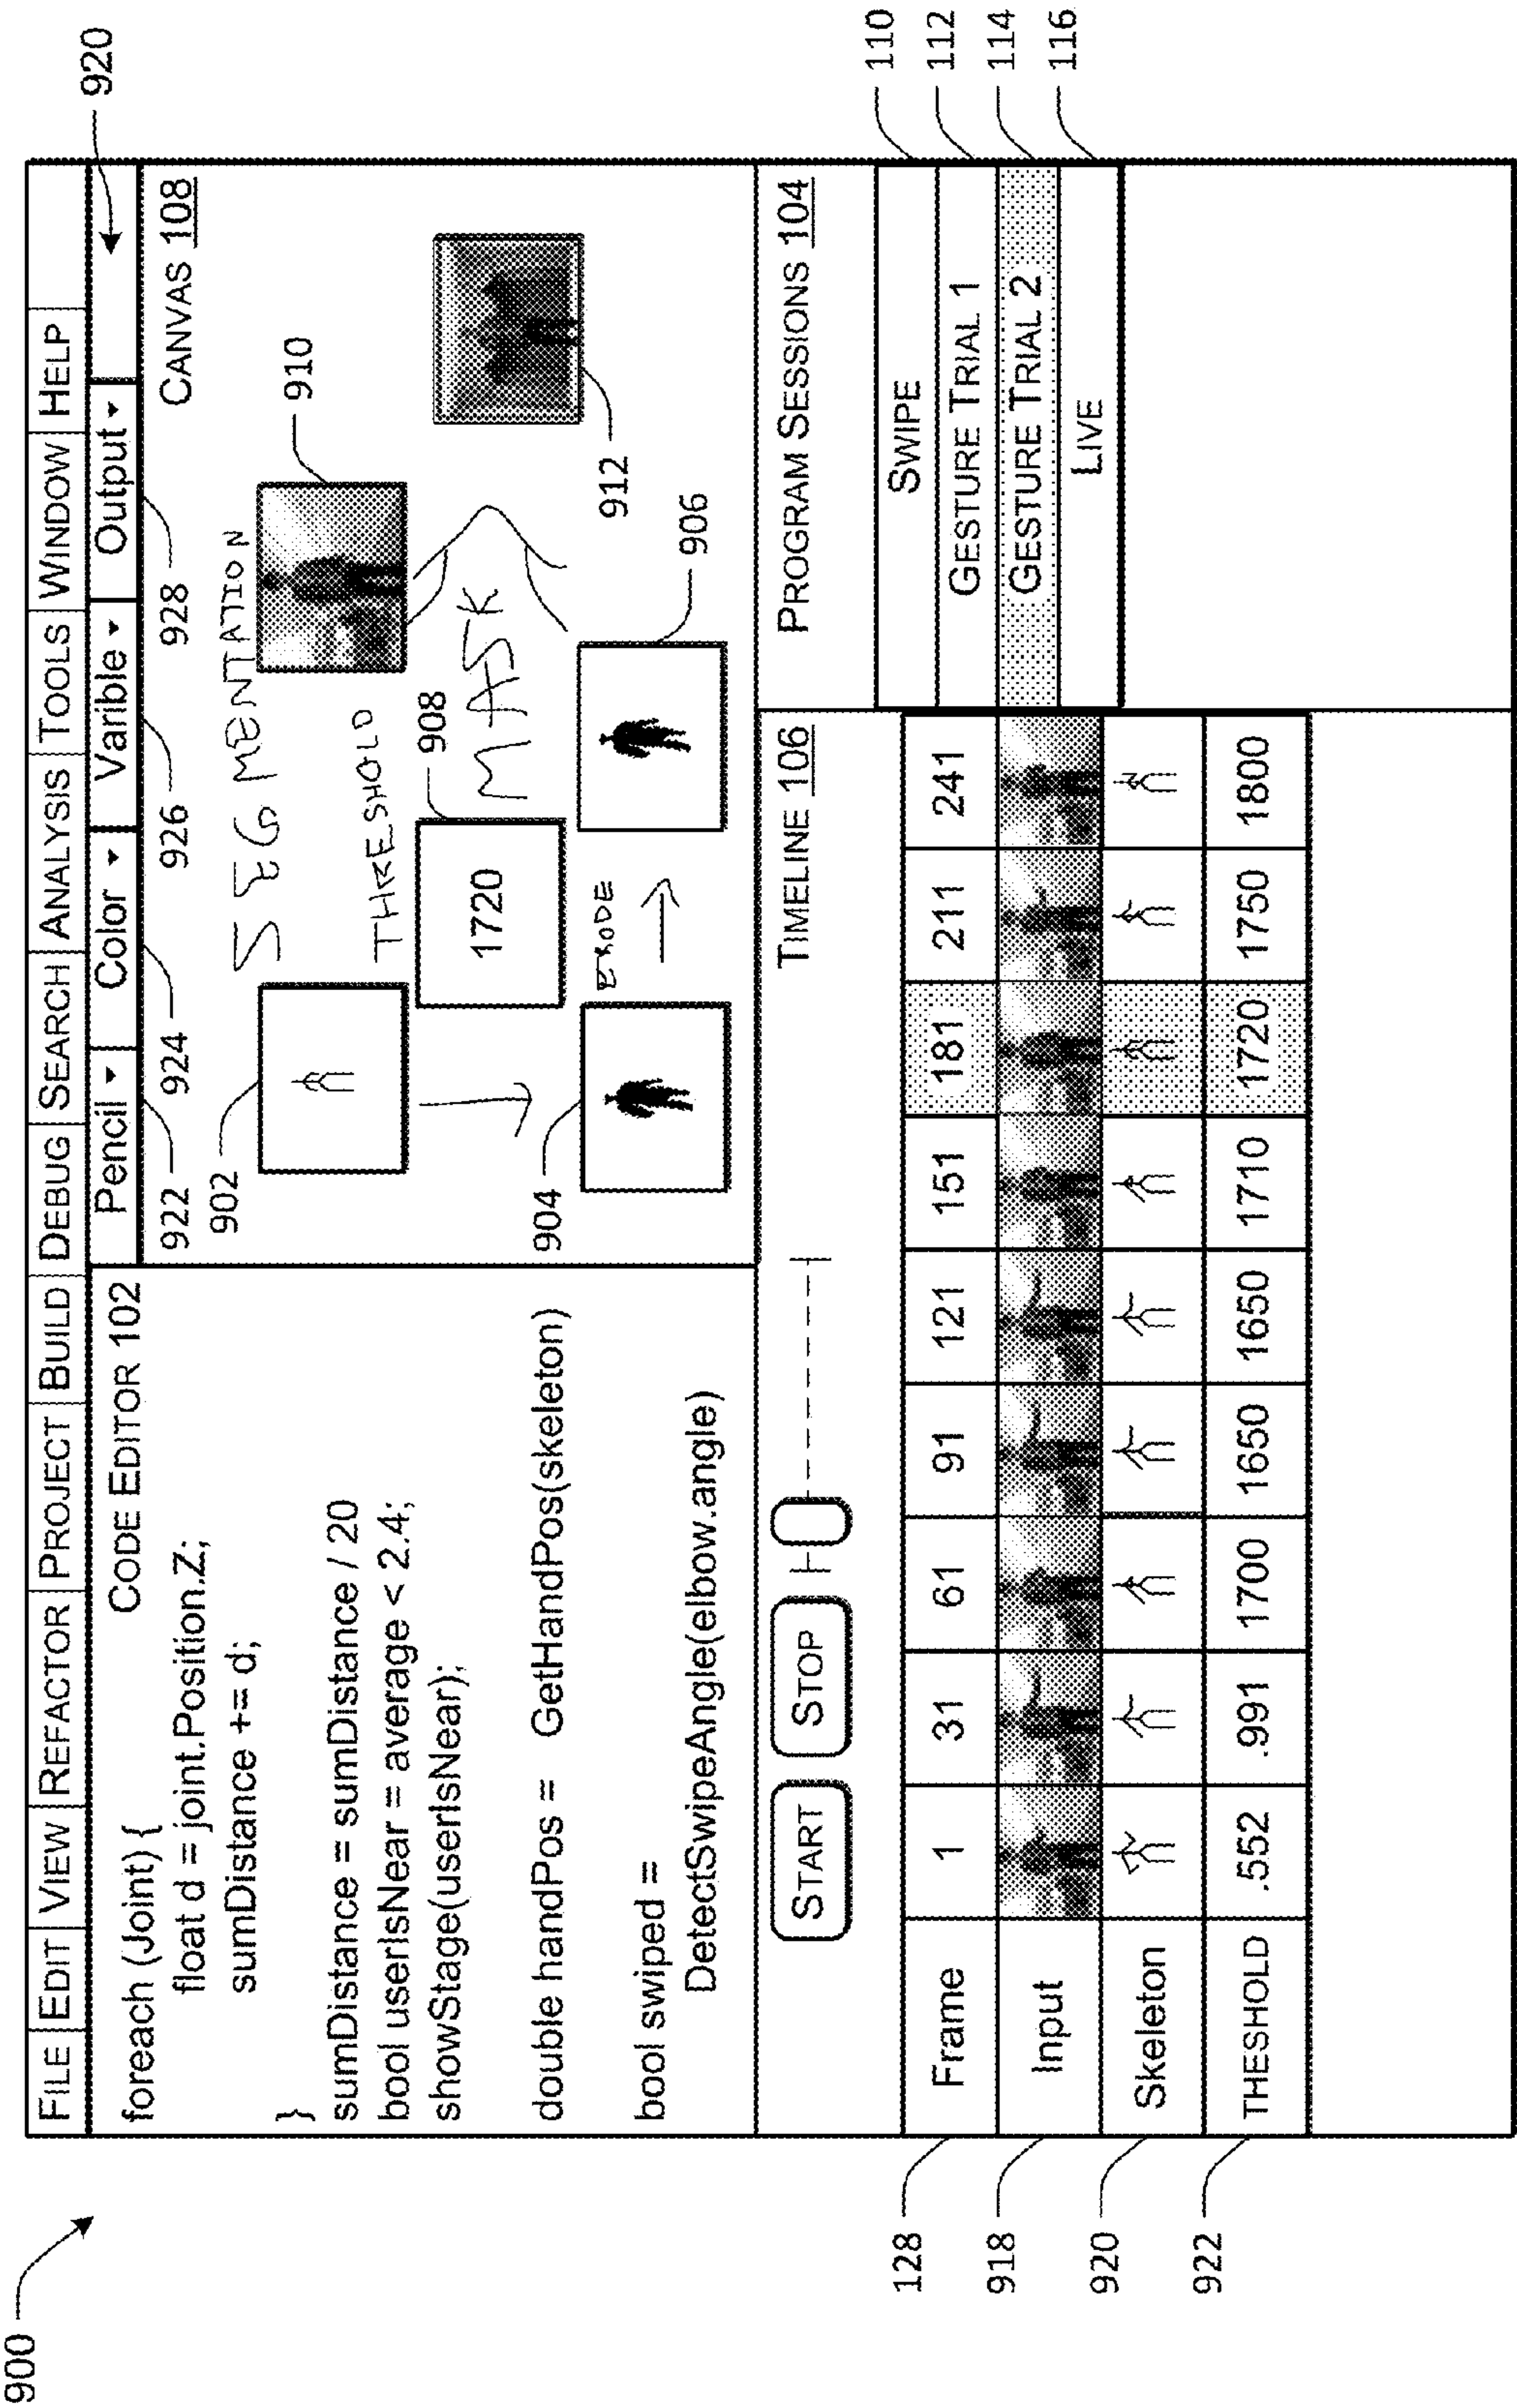 900
FILE EDIT VIEW REFACTOR PROJECT BUILD DEBUG SEARCH ANALYSIS TOOLS WINDOW HELP
Pencil Color Varible Output
920
922 924 926 928
CODE EDITOR 102
foreach (Joint) {
float d = joint.Position.Z;
sumDistance += d;
}
sumDistance = sumDistance / 20
bool userIsNear = average < 2.4;
showStage(userIsNear);
double handPos = GetHandPos(skeleton)
bool swiped =
DetectSwipeAngle(elbow.angle)
CANVAS 108
902
SEGMENTATION
910
THRESHOLD
908
1720
MASK
912
904
ERODE
906
START STOP
TIMELINE 106
128 Frame 1 31 61 91 121 151 181 211 241
918 Input
920 Skeleton
922 THESHOLD .552 .991 1700 1650 1650 1710 1720 1750 1800
PROGRAM SESSIONS 104
SWIPE 110
GESTURE TRIAL 1 112
GESTURE TRIAL 2 114
LIVE 116